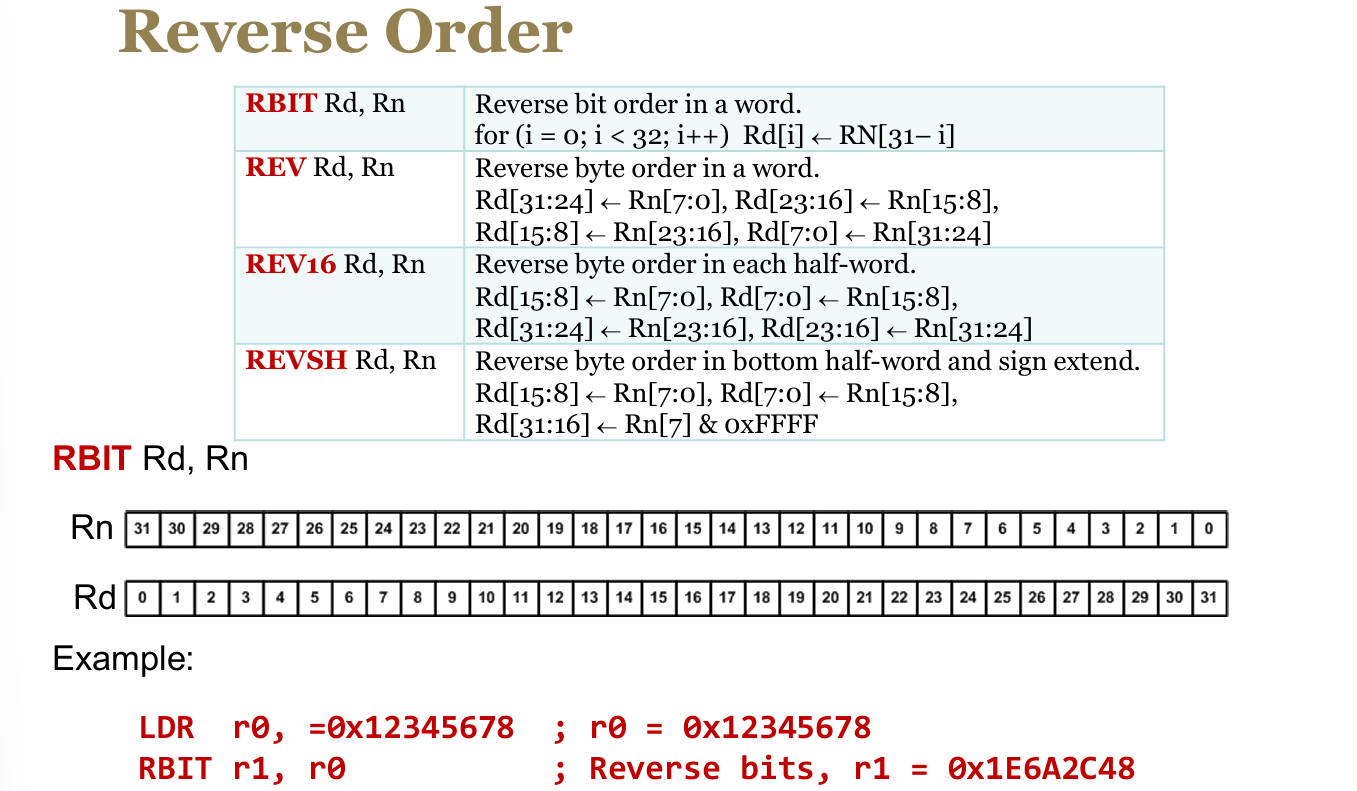 Reverse Order
RBIT Rd, Rn
Reverse bit order in a word.
for (i = 0; i < 32; i++)  Rd[i] ← RN[31– i]
REV Rd, Rn
Reverse byte order in a word.
Rd[31:24] ← Rn[7:0], Rd[23:16] ← Rn[15:8],
Rd[15:8] ← Rn[23:16], Rd[7:0] ← Rn[31:24]
REV16 Rd, Rn
Reverse byte order in each half-word.
Rd[15:8] ← Rn[7:0], Rd[7:0] ← Rn[15:8],
Rd[31:24] ← Rn[23:16], Rd[23:16] ← Rn[31:24]
REVSH Rd, Rn
Reverse byte order in bottom half-word and sign extend.
Rd[15:8] ← Rn[7:0], Rd[7:0] ← Rn[15:8],
Rd[31:16] ← Rn[7] & 0xFFFF
RBIT Rd, Rn
Rn 31 30 29 28 27 26 25 24 23 22 21 20 19 18 17 16 15 14 13 12 11 10 9 8 7 6 5 4 3 2 1 0
Rd 0 1 2 3 4 5 6 7 8 9 10 11 12 13 14 15 16 17 18 19 20 21 22 23 24 25 26 27 28 29 30 31
Example:
LDR  r0, =0x12345678  ; r0 = 0x12345678
RBIT r1, r0           ; Reverse bits, r1 = 0x1E6A2C48